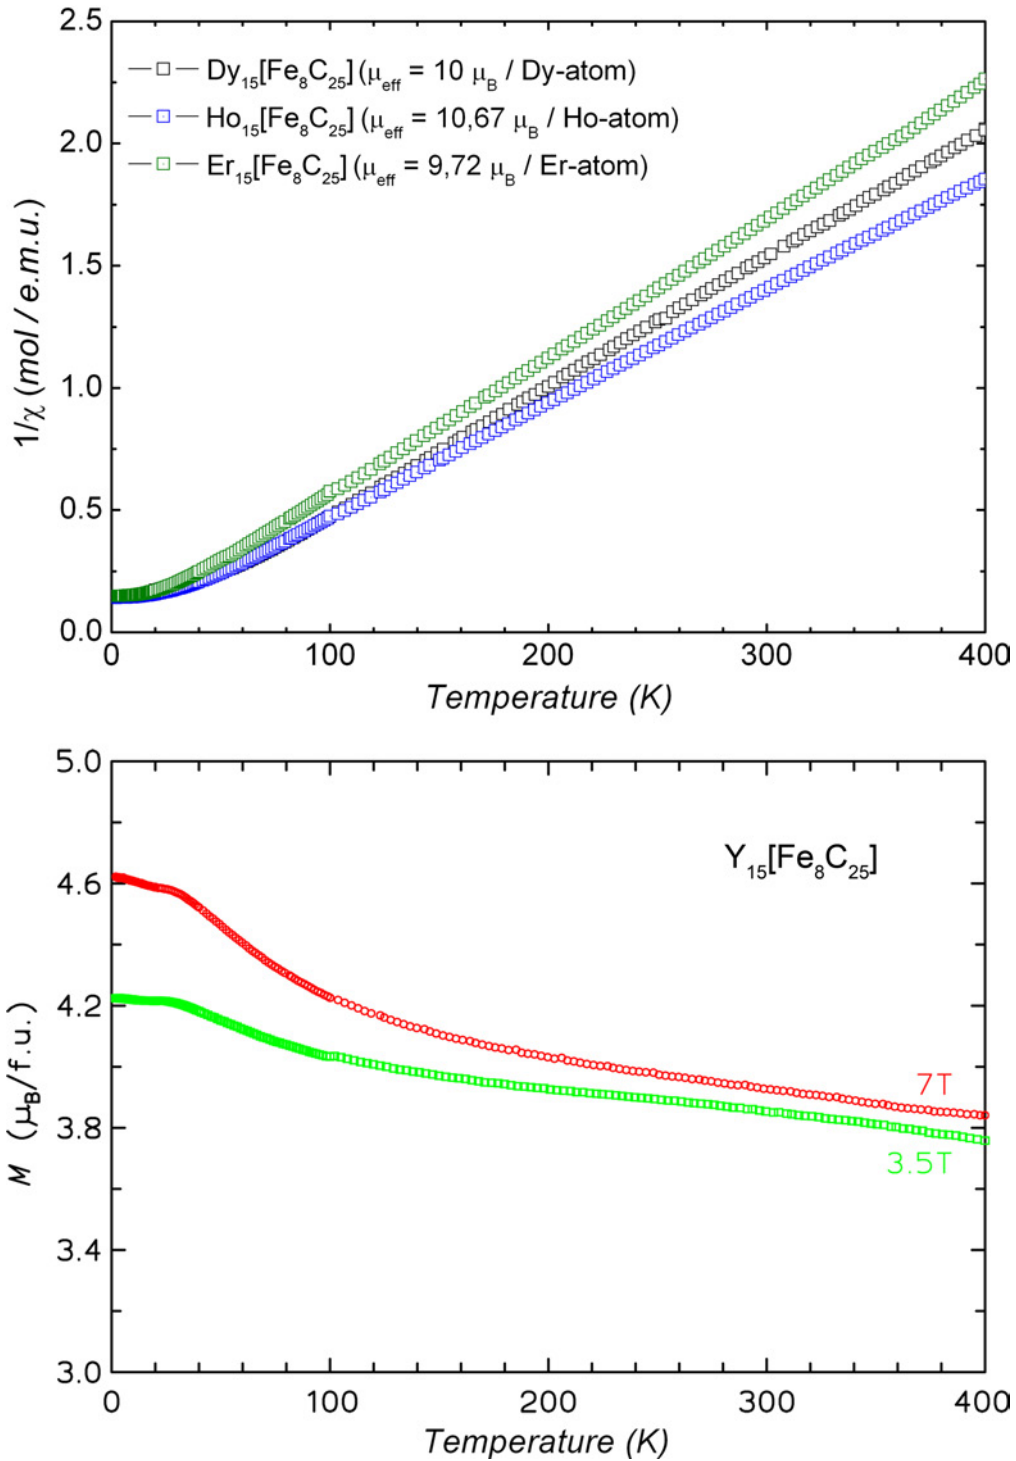 2.5
Dy₁₅[Fe₈C₂₅] (μeff = 10 μB / Dy-atom)
Ho₁₅[Fe₈C₂₅] (μeff = 10,67 μB / Ho-atom)
Er₁₅[Fe₈C₂₅] (μeff = 9,72 μB / Er-atom)
2.0
1.5
1.0
0.5
0.0
1/χ (mol / e.m.u.)
0 100 200 300 400
Temperature (K)
5.0
Y₁₅[Fe₈C₂₅]
4.6
4.2
3.8
3.4
3.0
M (μB/f.u.)
7T
3.5T
0 100 200 300 400
Temperature (K)